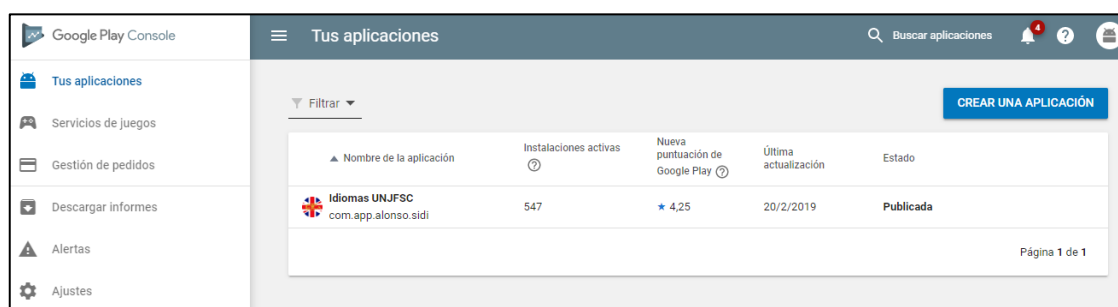 Google Play Console
Tus aplicaciones
Buscar aplicaciones
4
Tus aplicaciones
Servicios de juegos
Gestión de pedidos
Descargar informes
Alertas
Ajustes
Filtrar
CREAR UNA APLICACIÓN
Nombre de la aplicación
Instalaciones activas
Nueva
puntuación de
Google Play
Última
actualización
Estado
Idiomas UNJFSC
com.app.alonso.sidi
547
4,25
20/2/2019
Publicada
Página 1 de 1